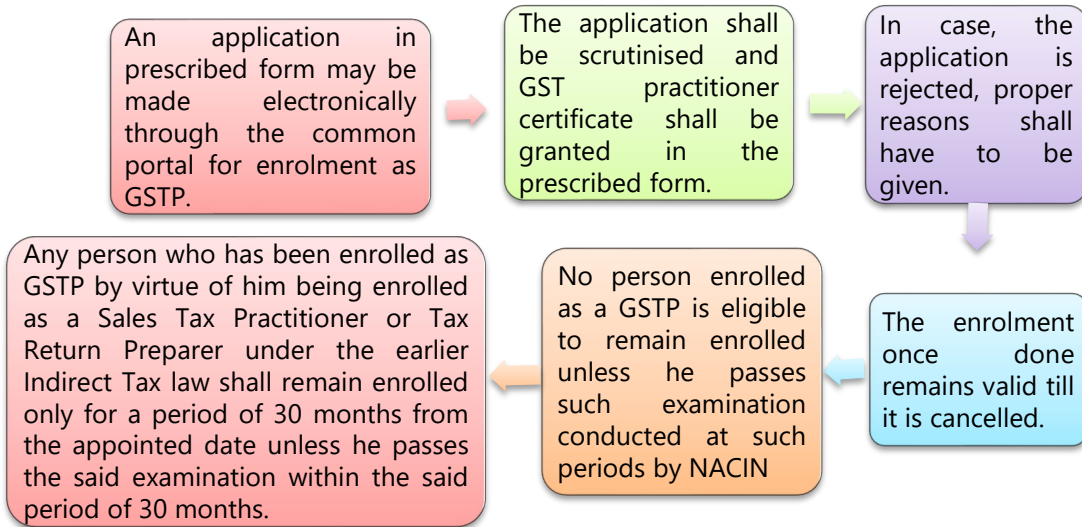 An application in
prescribed form may be
made electronically
through the common
portal for enrolment as
GSTP.
The application shall
be scrutinised and
GST practitioner
certificate shall be
granted in the
prescribed form.
In case, the
application is
rejected, proper
reasons shall
have to be
given.
The enrolment
once done
remains valid till
it is cancelled.
No person enrolled
as a GSTP is eligible
to remain enrolled
unless he passes
such examination
conducted at such
periods by NACIN
Any person who has been enrolled as
GSTP by virtue of him being enrolled
as a Sales Tax Practitioner or Tax
Return Preparer under the earlier
Indirect Tax law shall remain enrolled
only for a period of 30 months from
the appointed date unless he passes
the said examination within the said
period of 30 months.